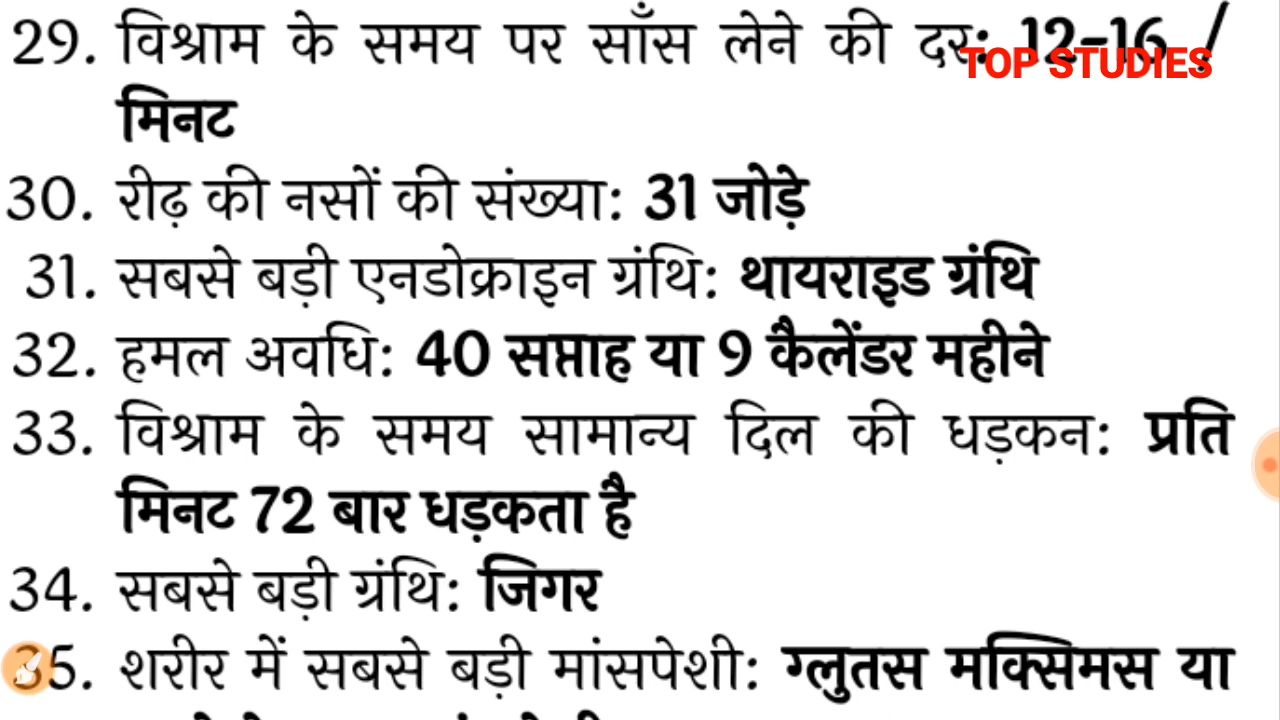 29. विश्राम के समय पर साँस लेने की दर: 12-16 /
TOP STUDIES
मिनट
30. रीढ़ की नसों की संख्या: 31 जोड़े
31. सबसे बड़ी एनडोक्राइन ग्रंथि: थायराइड ग्रंथि
32. हमल अवधि: 40 सप्ताह या 9 कैलेंडर महीने
33. विश्राम के समय सामान्य दिल की धड़कन: प्रति
मिनट 72 बार धड़कता है
34. सबसे बड़ी ग्रंथि: जिगर
35. शरीर में सबसे बड़ी मांसपेशी: ग्लुतस मक्सिमस या